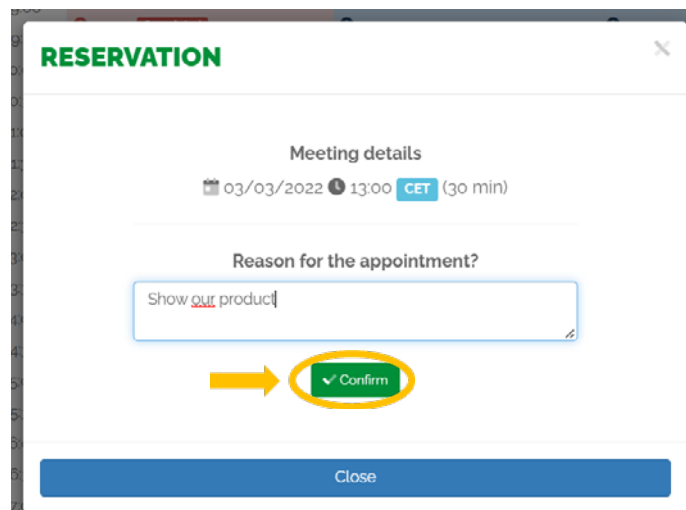 RESERVATION
×
Meeting details
03/03/2022 13:00 CET (30 min)
Reason for the appointment?
Show our product
Confirm
Close